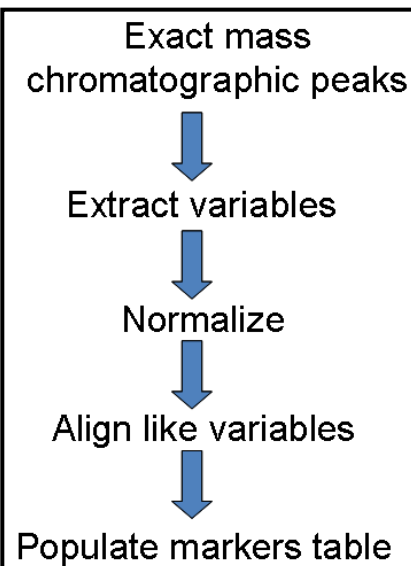 Exact mass
chromatographic peaks
Extract variables
Normalize
Align like variables
Populate markers table